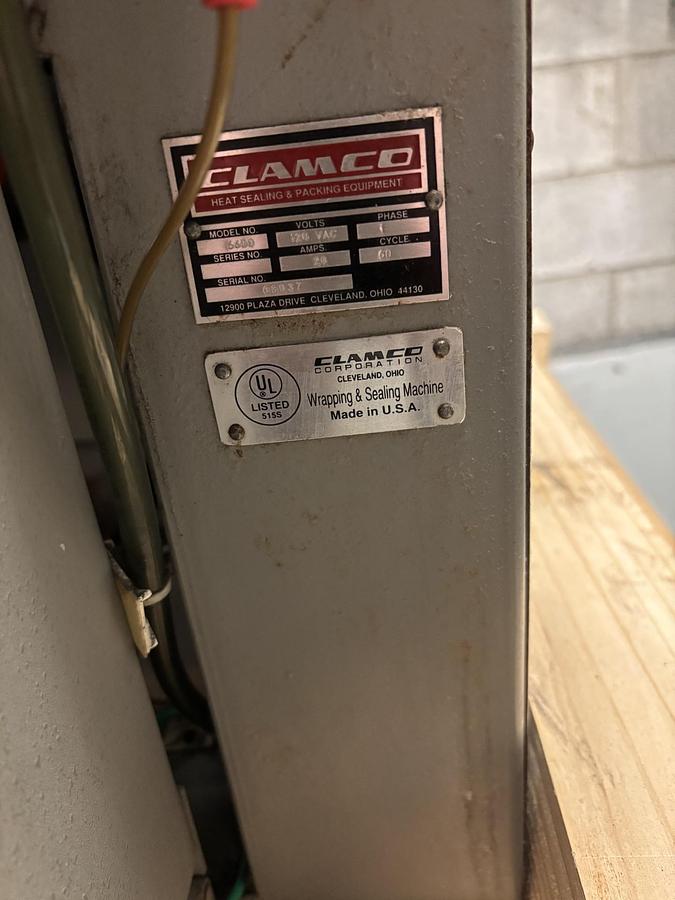 CLAMCO
HEAT SEALING & PACKING EQUIPMENT
MODEL NO. VOLTS PHASE
6600 120 VAC 1
SERIES NO. AMPS. CYCLE
20 60
SERIAL NO.
68037
12900 PLAZA DRIVE CLEVELAND, OHIO 44130
CLAMCO
CORPORATION
CLEVELAND, OHIO
UL
®
LISTED
515S
Wrapping & Sealing Machine
Made in U.S.A.